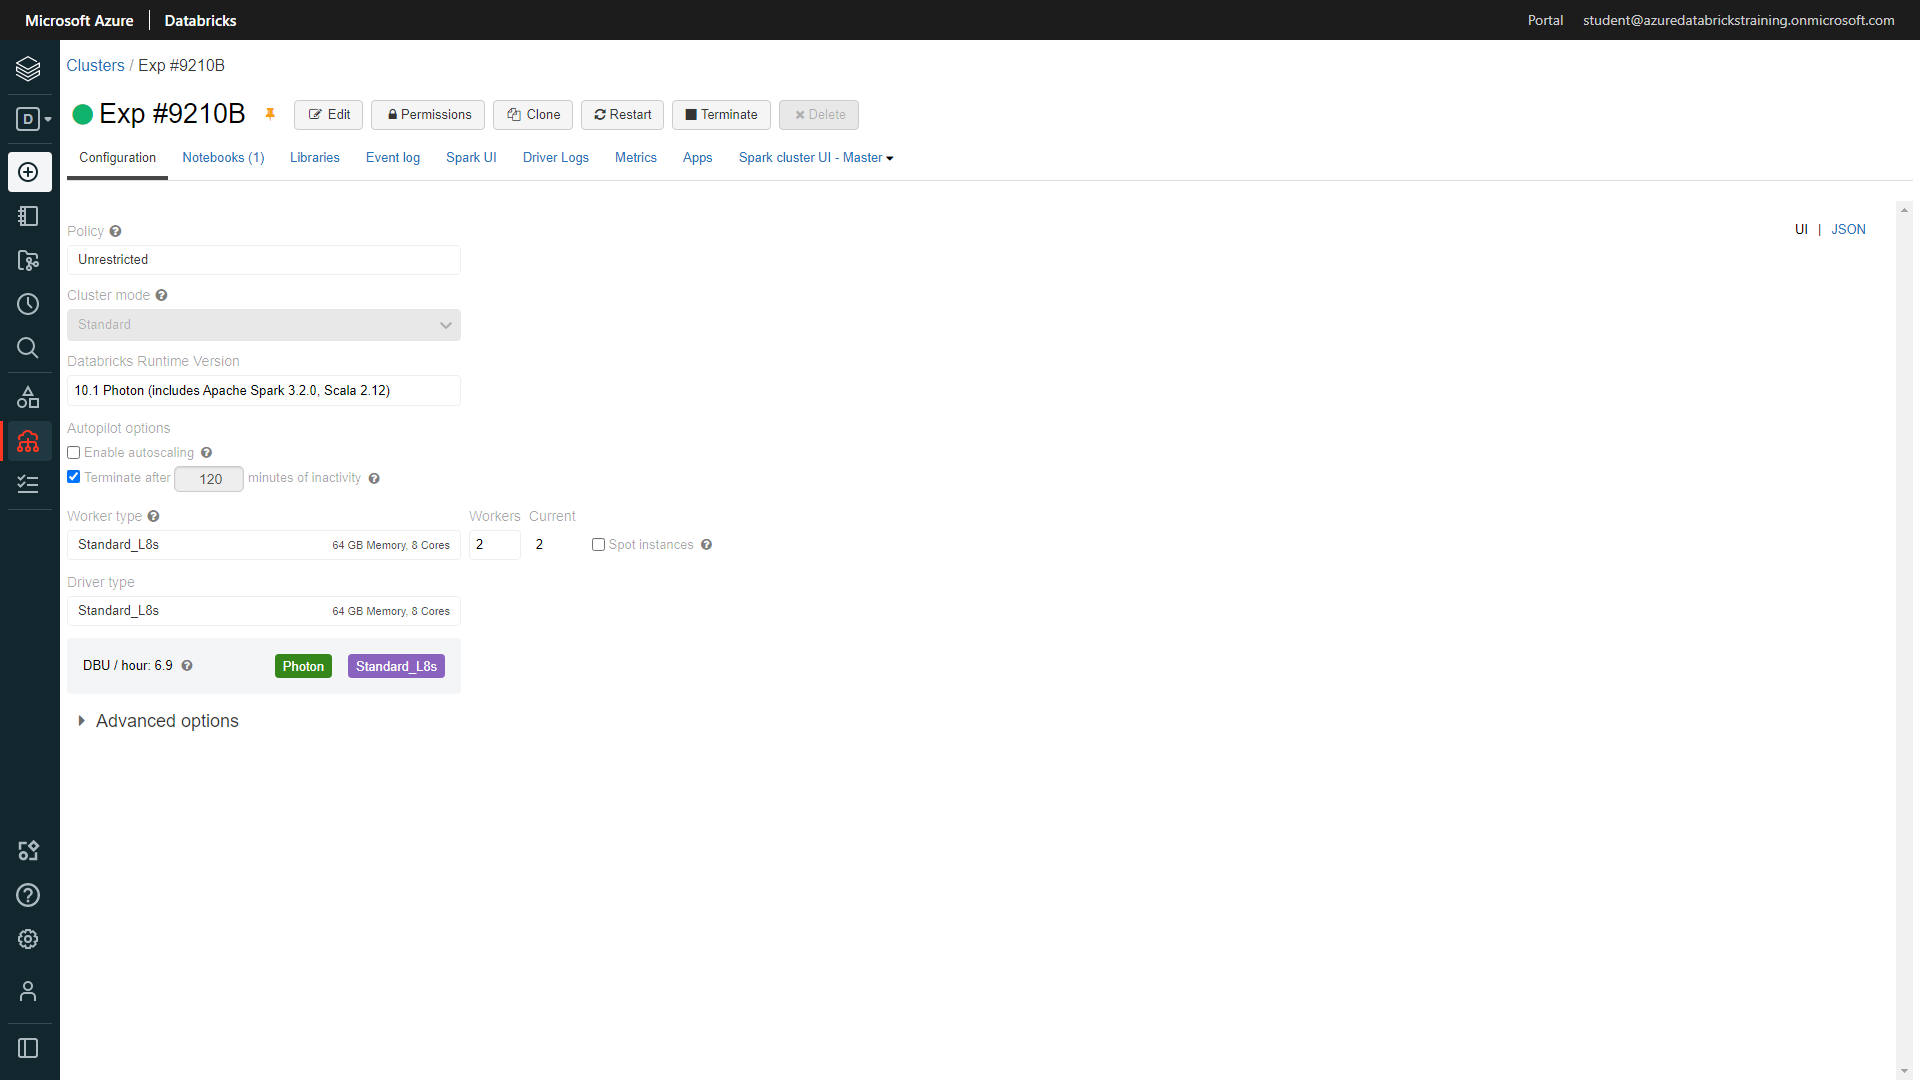 Microsoft Azure | Databricks
Portal student@azuredatabrickstraining.onmicrosoft.com
Clusters / Exp #9210B
D
Exp #9210B Edit Permissions Clone Restart Terminate Delete
Configuration Notebooks (1) Libraries Event log Spark UI Driver Logs Metrics Apps Spark cluster UI - Master
UI | JSON
Policy
Unrestricted
Cluster mode
Standard
Databricks Runtime Version
10.1 Photon (includes Apache Spark 3.2.0, Scala 2.12)
Autopilot options
Enable autoscaling
Terminate after 120 minutes of inactivity
Worker type Workers Current
Standard_L8s 64 GB Memory, 8 Cores 2 2 Spot instances
Driver type
Standard_L8s 64 GB Memory, 8 Cores
DBU / hour: 6.9 Photon Standard_L8s
Advanced options